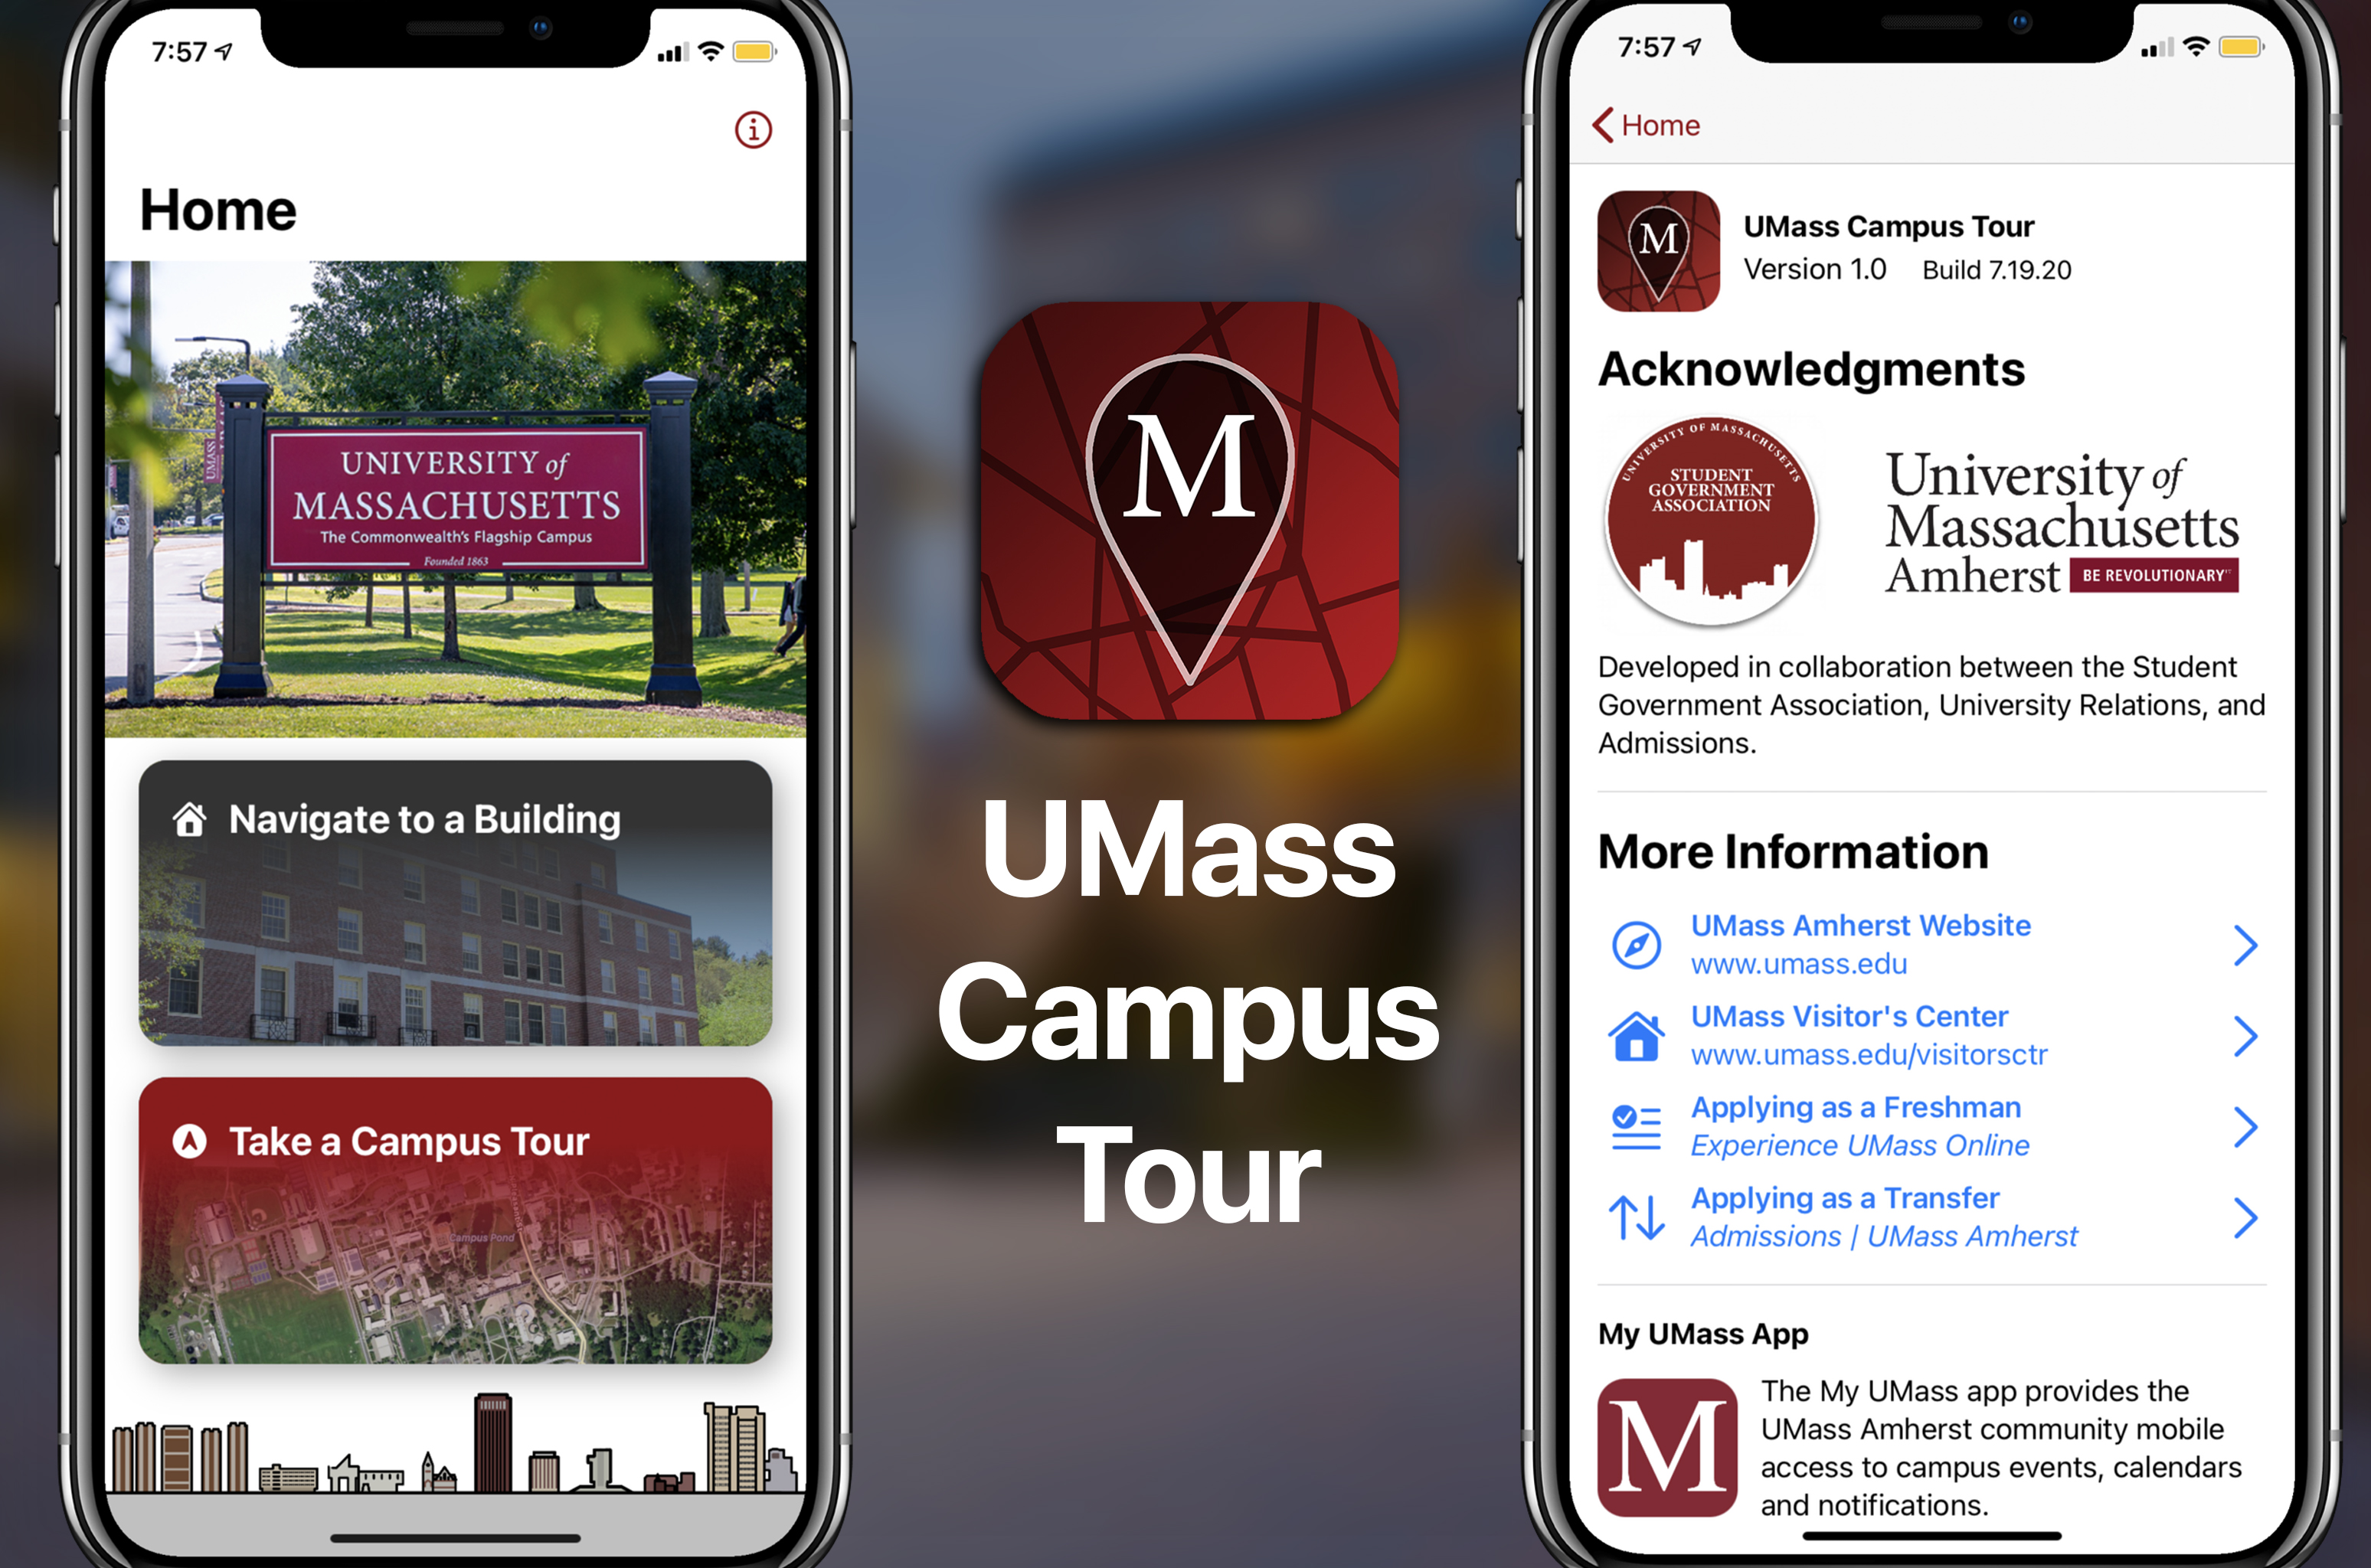 7:57
Home
UMASS
UNIVERSITY of
MASSACHUSETTS
The Commonwealth's Flagship Campus
Founded 1863
Navigate to a Building
Take a Campus Tour
Campus Pond
M
UMass
Campus
Tour
7:57
Home
M
UMass Campus Tour
Version 1.0 Build 7.19.20
Acknowledgments
UNIVERSITY OF MASSACHUSETTS
STUDENT
GOVERNMENT
ASSOCIATION
University of
Massachusetts
Amherst BE REVOLUTIONARY™
Developed in collaboration between the Student
Government Association, University Relations, and
Admissions.
More Information
UMass Amherst Website
www.umass.edu
UMass Visitor's Center
www.umass.edu/visitorsctr
Applying as a Freshman
Experience UMass Online
Applying as a Transfer
Admissions | UMass Amherst
My UMass App
M
The My UMass app provides the
UMass Amherst community mobile
access to campus events, calendars
and notifications.